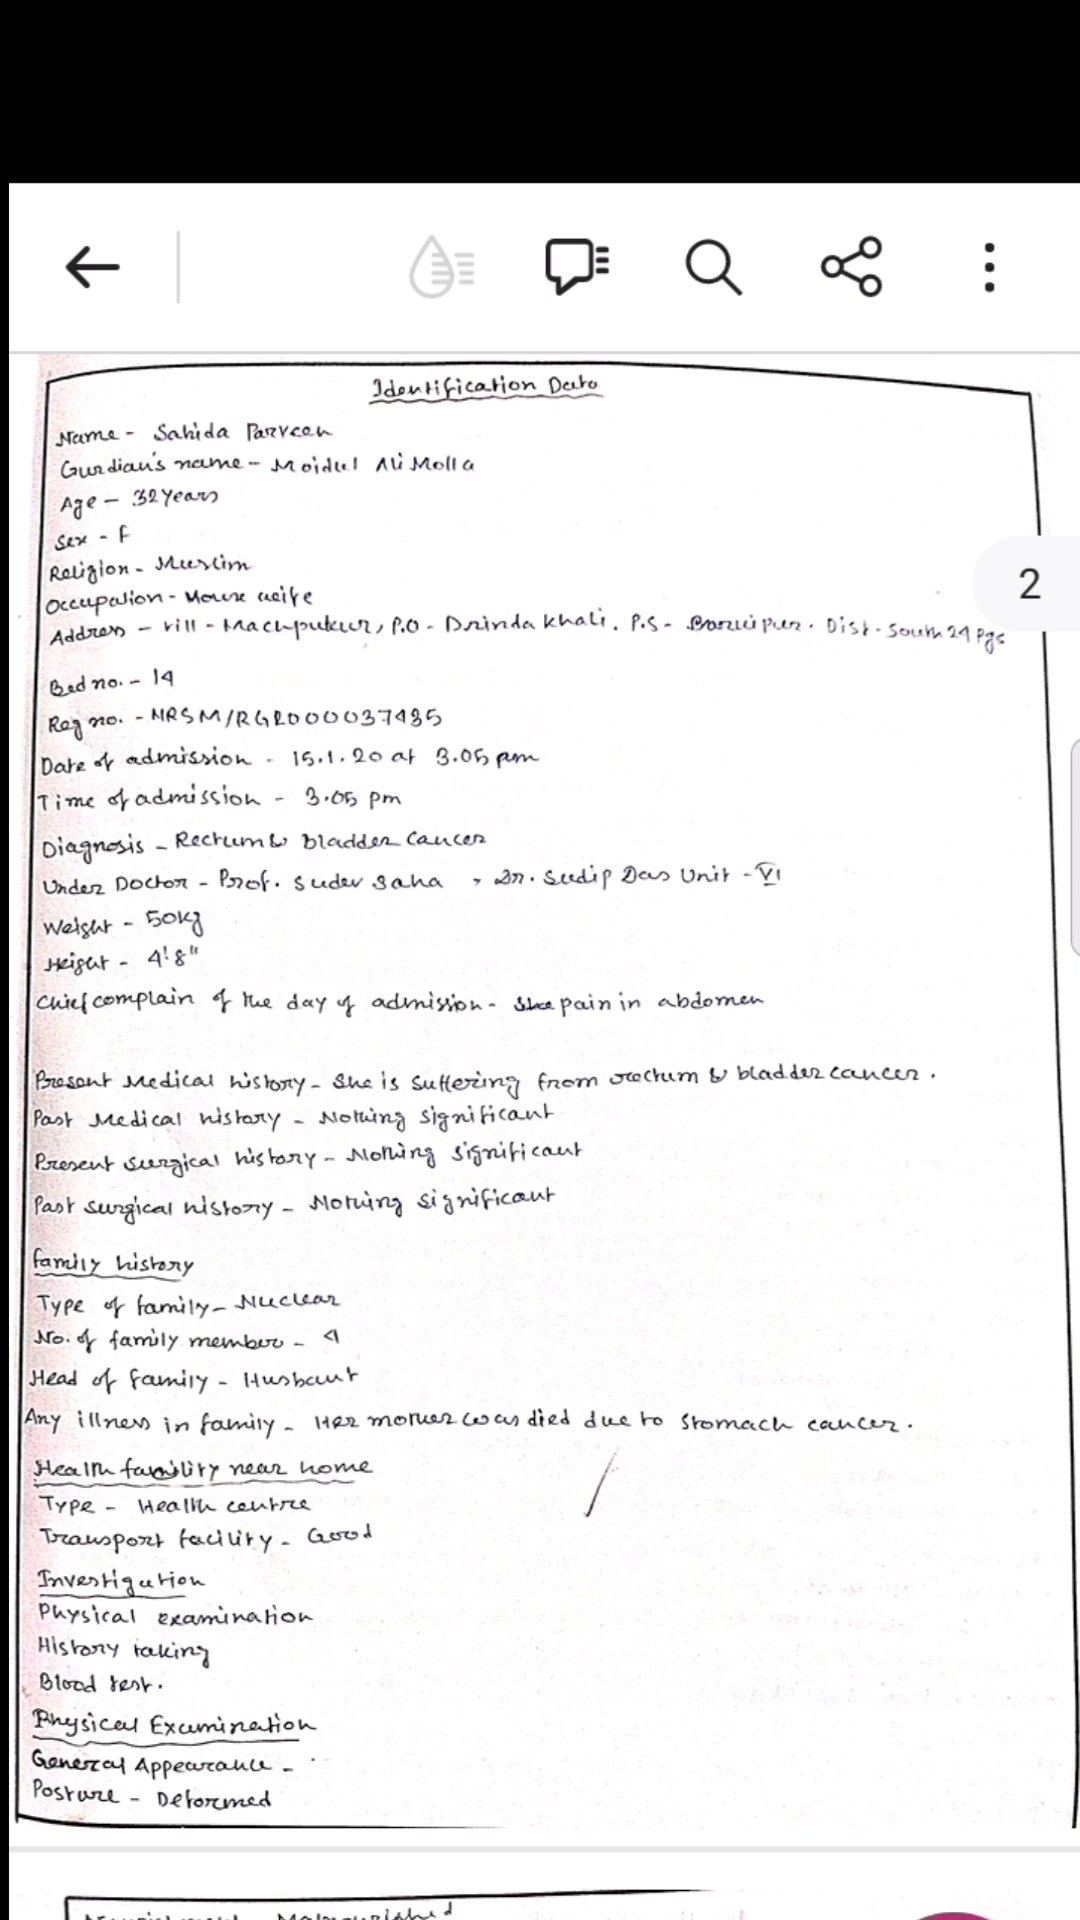 2
Identification Data
Name - Sahida Parveen
Gurdian's name - Moidul Ali Molla
Age - 32 Years
Sex - F
Religion - Muslim
Occupation - House wife
Address - Vill - Machpukur, P.O - Drinda khali. P.S - Baruipur. Dist - South 24 Pgs
Bed no. - 14
Reg no. - NRSM/RG2000037435
Date of admission - 15.1.20 at 3.05 pm
Time of admission - 3.05 pm
Diagnosis - Rectum & bladder Cancer
Under Doctor - Prof. Sudev Saha, Dr. Sudip Das Unit - VI
Weight - 50kg
Height - 4'8"
Chief complain of the day of admission - pain in abdomen
Present Medical history - She is suffering from rectum & bladder cancer.
Past Medical history - Nothing significant
Present surgical history - Nothing significant
Past surgical history - Nothing significant
family history
Type of family - Nuclear
No. of family member - 4
Head of family - Husbant
Any illness in family - Her mother was died due to stomach cancer.
Health facility near home
Type - Health centre
Transport facility - Good
Investigation
Physical examination
History taking
Blood test.
Physical Examination
General Appearance -
Posture - Deformed
Malnourished